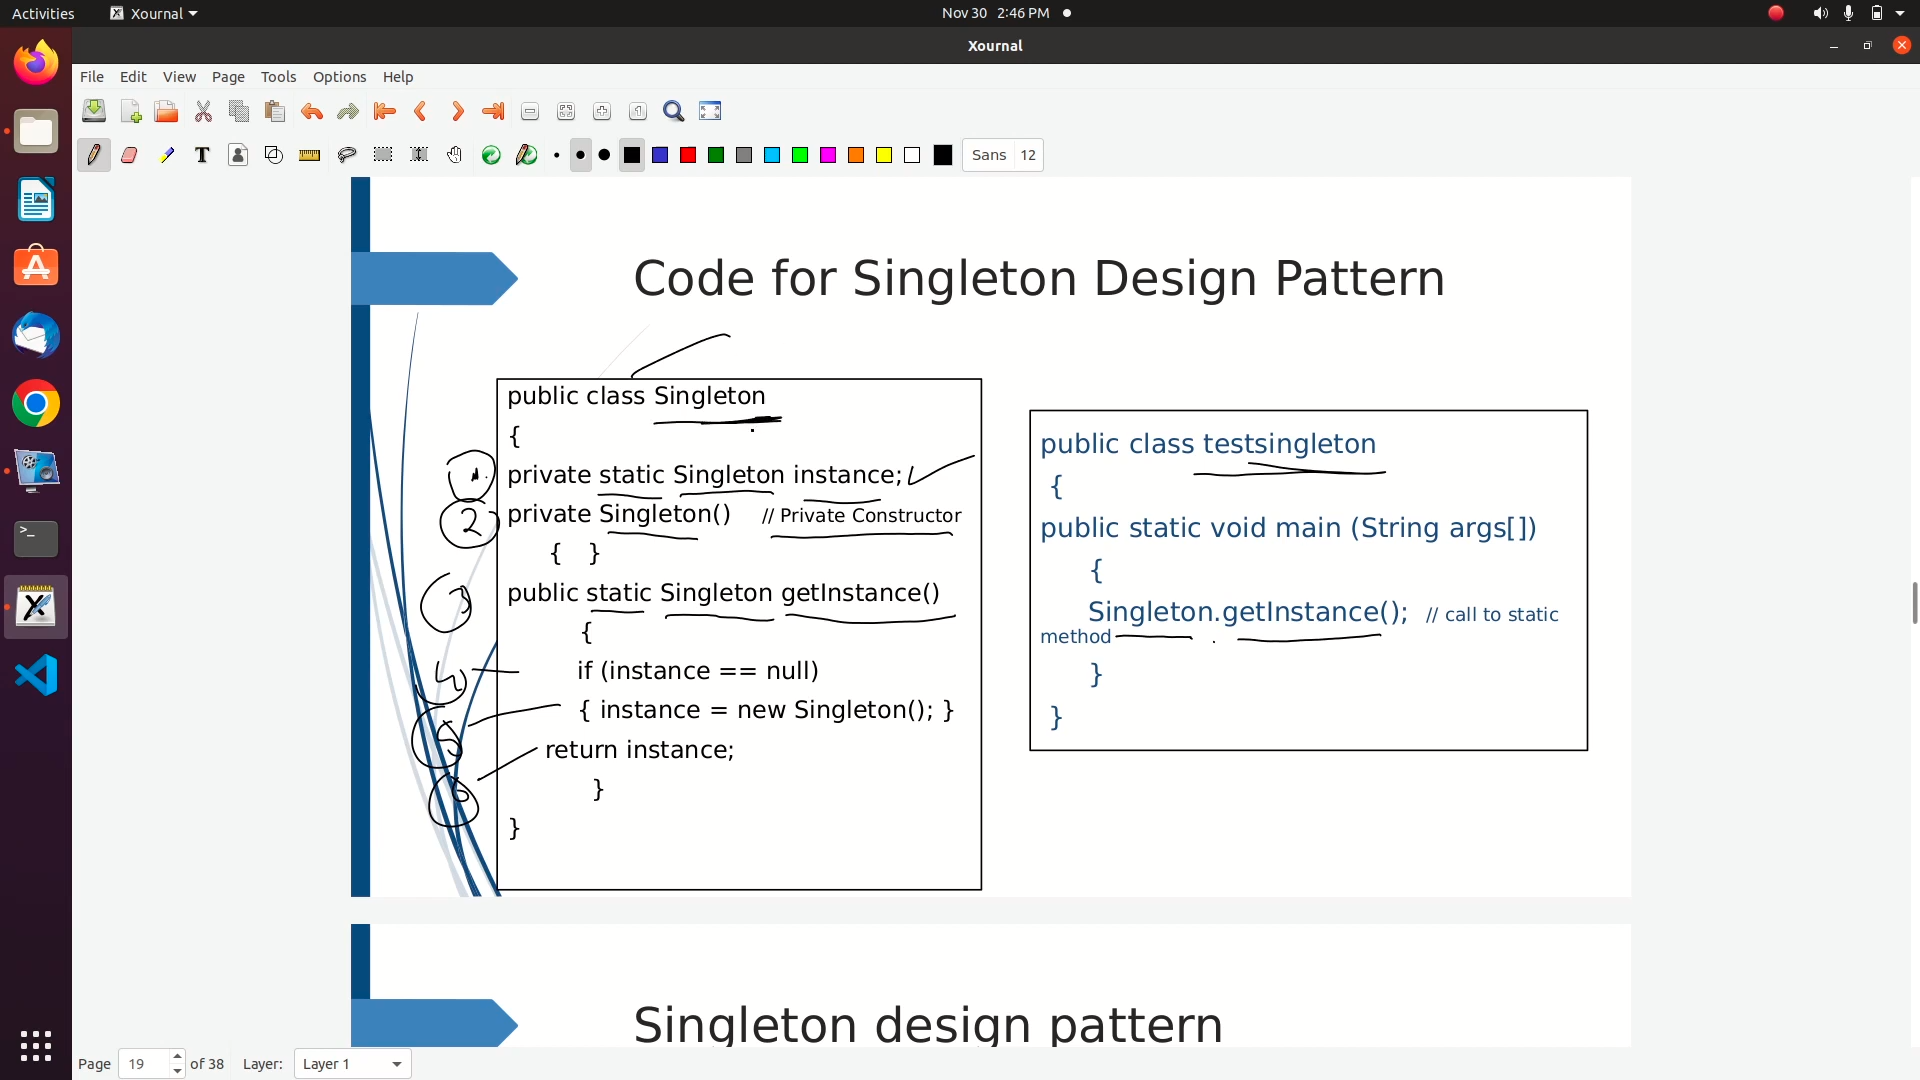 Activities Xournal Nov 30 2:46 PM
Xournal
File Edit View Page Tools Options Help
Sans 12
Code for Singleton Design Pattern
public class Singleton
{
1 private static Singleton instance;
2 private Singleton() // Private Constructor
{ }
3 public static Singleton getInstance()
{
4 if (instance == null)
5 { instance = new Singleton(); }
6 return instance;
}
}
public class testsingleton
{
public static void main (String args[])
{
Singleton.getInstance(); // call to static
method
}
}
Singleton design pattern
Page 19 of 38 Layer: Layer 1